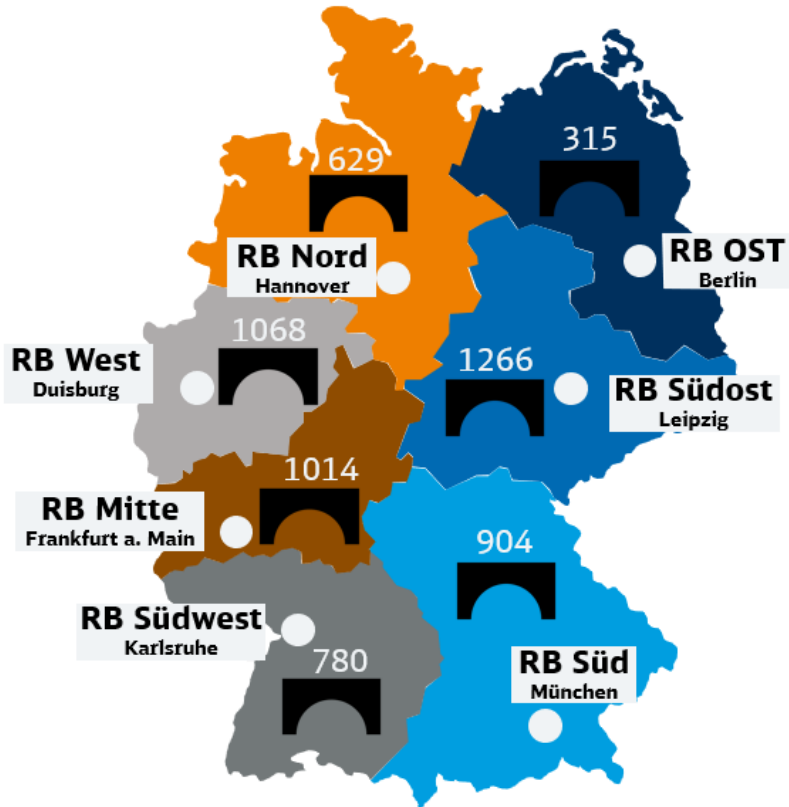 629
315
RB Nord
Hannover
RB OST
Berlin
1068
RB West
Duisburg
1266
RB Südost
Leipzig
1014
RB Mitte
Frankfurt a. Main
904
RB Südwest
Karlsruhe
780
RB Süd
München